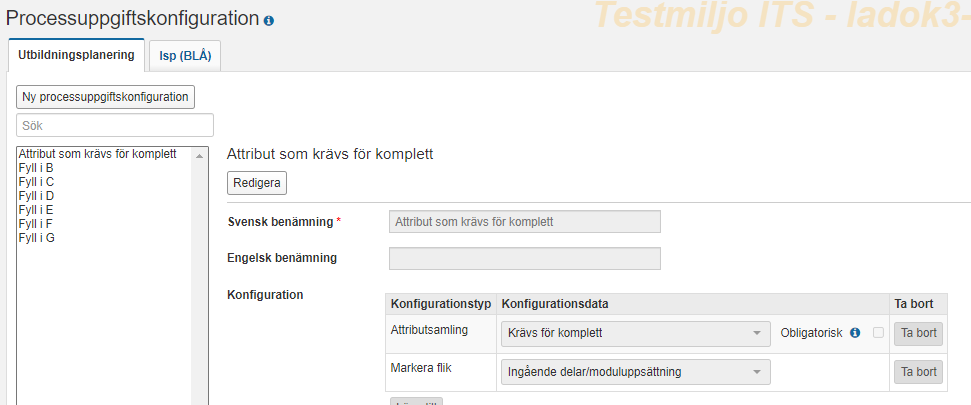 Processuppgiftskonfiguration
Testmiljo ITS - ladok3-
Utbildningsplanering
Isp (BLÅ)
Ny processuppgiftskonfiguration
Sök
Attribut som krävs för komplett
Fyll i B
Fyll i C
Fyll i D
Fyll i E
Fyll i F
Fyll i G
Attribut som krävs för komplett
Redigera
Svensk benämning * Attribut som krävs för komplett
Engelsk benämning
Konfiguration
Konfigurationstyp Konfigurationsdata Ta bort
Attributsamling Krävs för komplett Obligatorisk Ta bort
Markera flik Ingående delar/moduluppsättning Ta bort